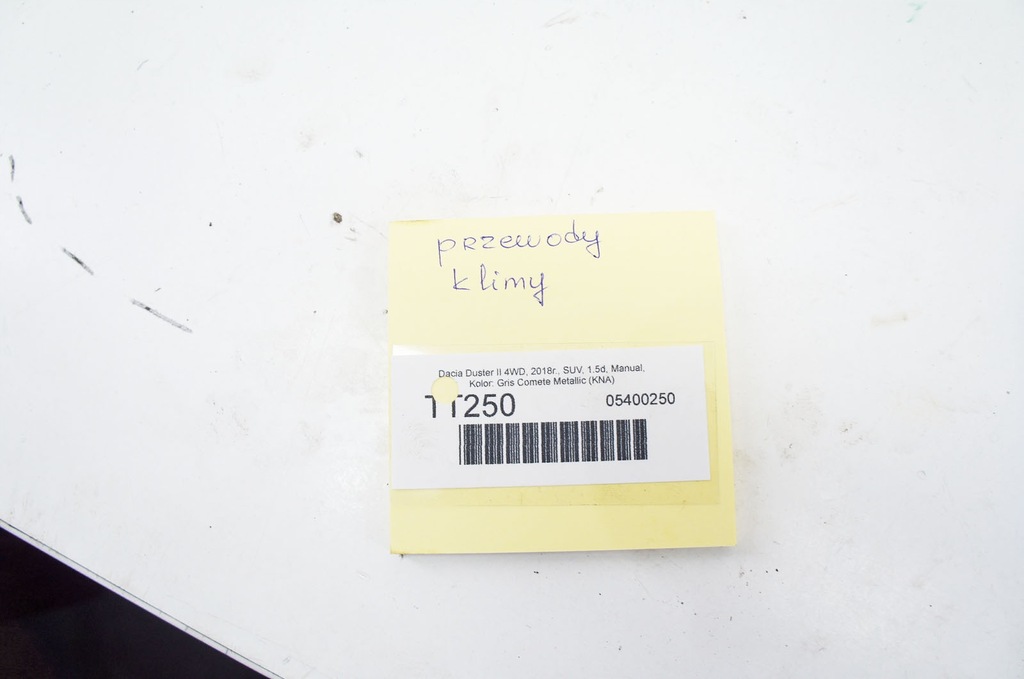 przewody
klimy
Dacia Duster II 4WD, 2018r., SUV, 1.5d, Manual,
Kolor: Gris Comete Metallic (KNA)
TT250 05400250